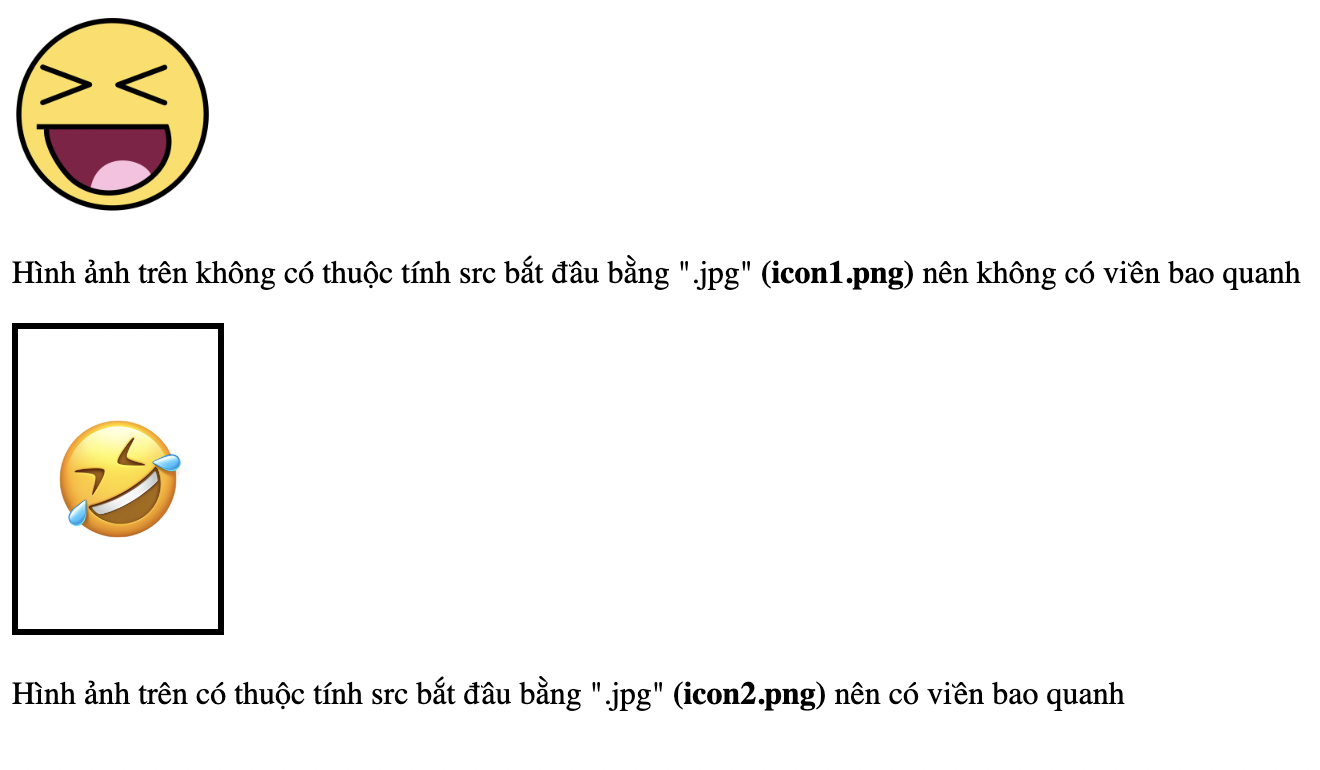 Hình ảnh trên không có thuộc tính src bắt đầu bằng ".jpg" (icon1.png) nên không có viền bao quanh
Hình ảnh trên có thuộc tính src bắt đầu bằng ".jpg" (icon2.png) nên có viền bao quanh